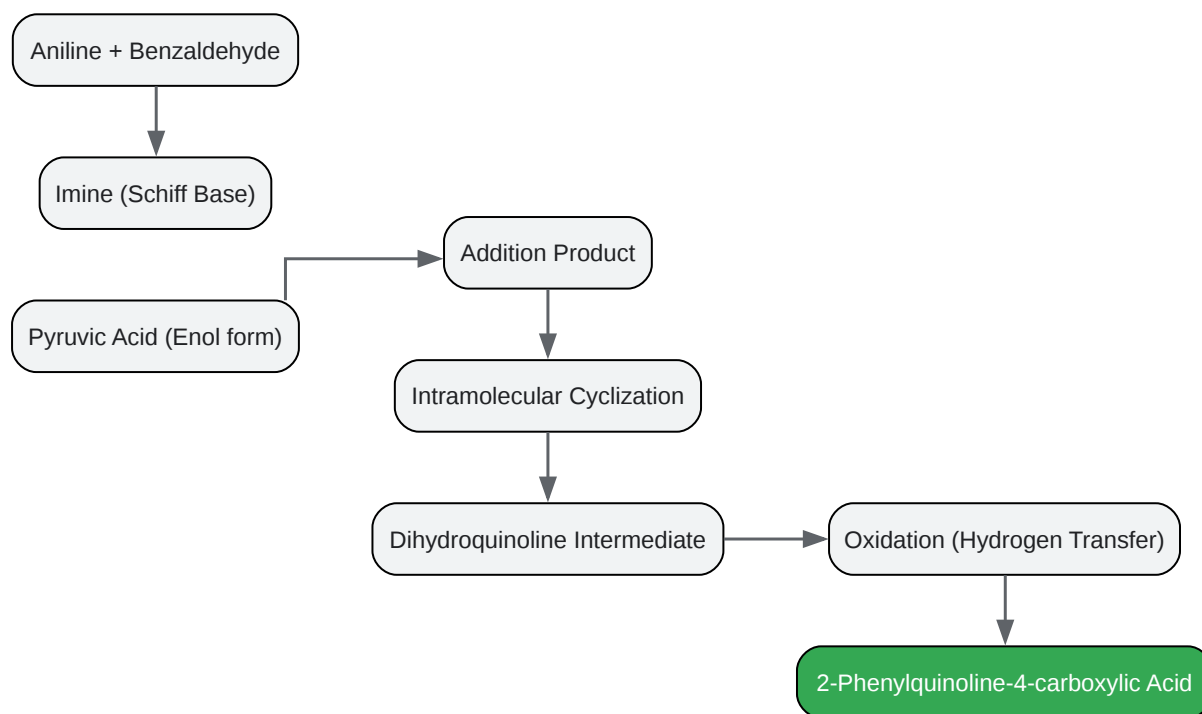 Aniline + Benzaldehyde
Imine (Schiff Base)
Addition Product
Pyruvic Acid (Enol form)
Intramolecular Cyclization
Dihydroquinoline Intermediate
Oxidation (Hydrogen Transfer)
2-Phenylquinoline-4-carboxylic Acid